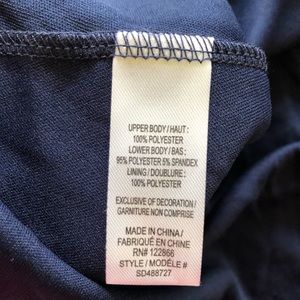 UPPER BODY / HAUT :
100% POLYESTER
LOWER BODY / BAS :
95% POLYESTER 5% SPANDEX
LINING / DOUBLURE :
100% POLYESTER
EXCLUSIVE OF DECORATION /
GARNITURE NON COMPRISE
MADE IN CHINA /
FABRIQUÉ EN CHINE
RN# 122866
STYLE / MODÈLE #
SD488727